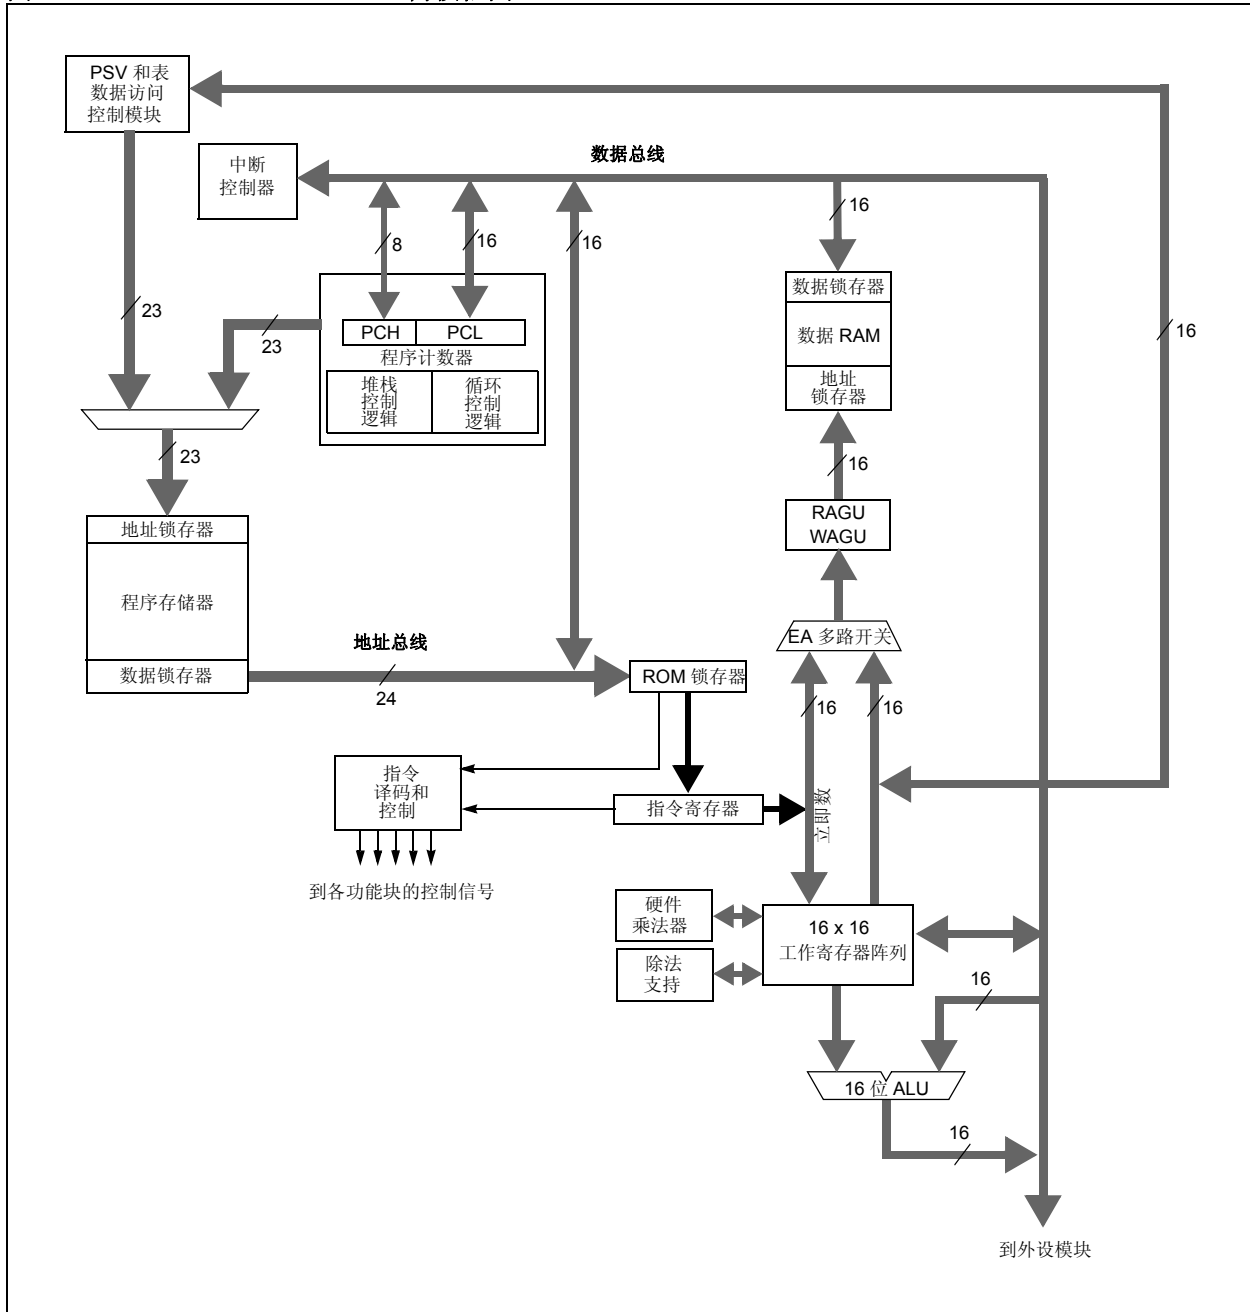 PSV 和表
数据访问
控制模块
数据总线
中断
控制器
16
8
16
16
23
23
16
数据锁存器
数据 RAM
地址
锁存器
PCH
PCL
程序计数器
堆栈
控制
逻辑
循环
控制
逻辑
23
16
RAGU
WAGU
地址锁存器
程序存储器
数据锁存器
地址总线
24
EA 多路开关
ROM 锁存器
16
16
指令
译码和
控制
指令寄存器
立即数
到各功能块的控制信号
硬件
乘法器
16 x 16
工作寄存器阵列
除法
支持
16
16 位 ALU
16
到外设模块